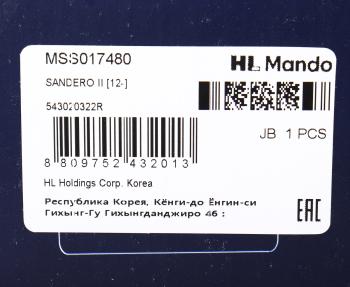 MSS017480
HL Mando
SANDERO II [12-]
543020322R
JB 1 PCS
8 809752 432013
HL Holdings Corp. Korea
Республика Корея, Кёнги-до Ёнгин-си
Гихынг-Гу Гихынгданджиро 46 :
EAC